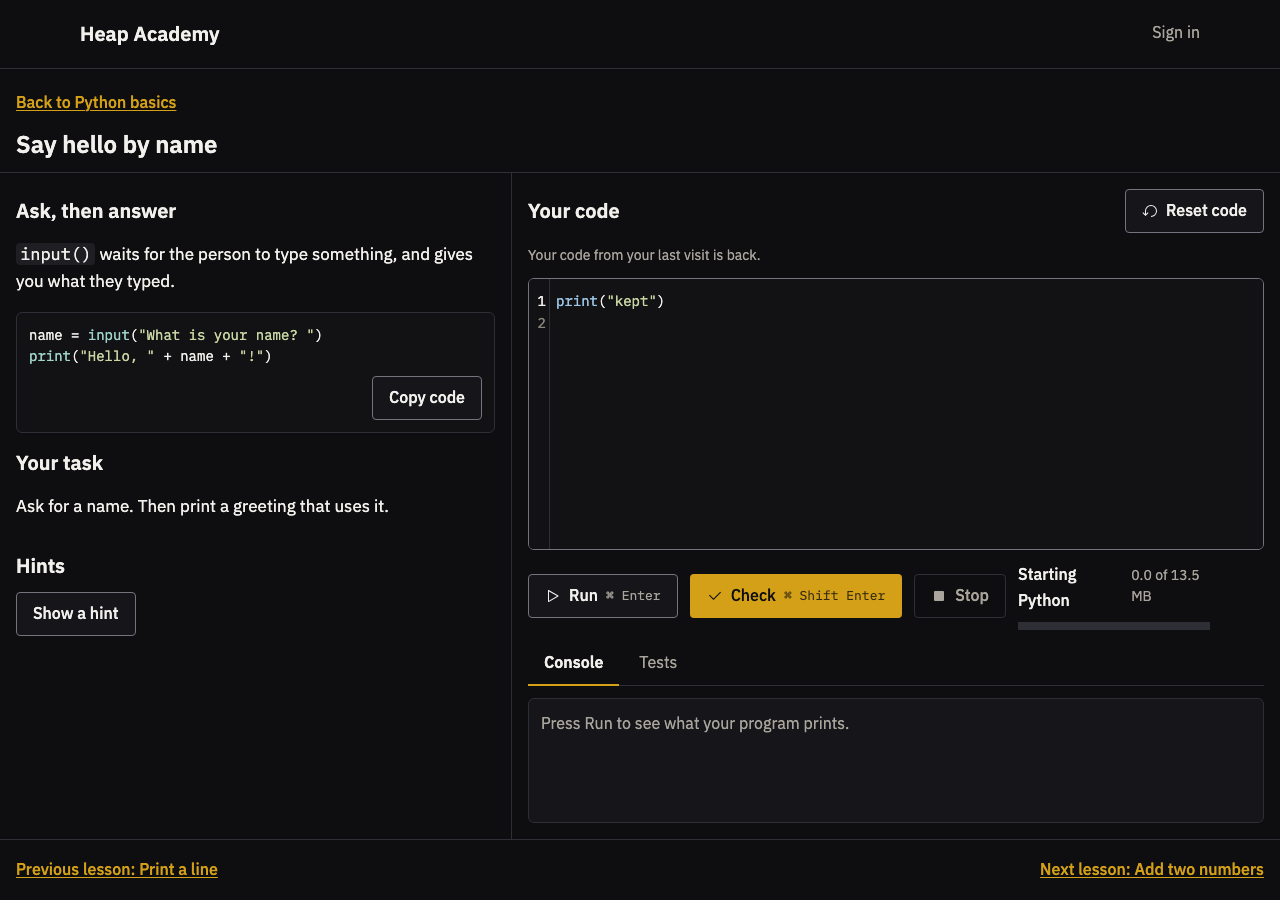 Heap Academy
Sign in
Back to Python basics
Say hello by name
Ask, then answer
input() waits for the person to type something, and gives
you what they typed.
name = input("What is your name? ")
print("Hello, " + name + "!")
Copy code
Your task
Ask for a name. Then print a greeting that uses it.
Hints
Show a hint
Your code
Reset code
Your code from your last visit is back.
1 print("kept")
2
Run ⌘ Enter
Check ⌘ Shift Enter
Stop
Starting
Python
0.0 of 13.5
MB
Console
Tests
Press Run to see what your program prints.
Previous lesson: Print a line
Next lesson: Add two numbers